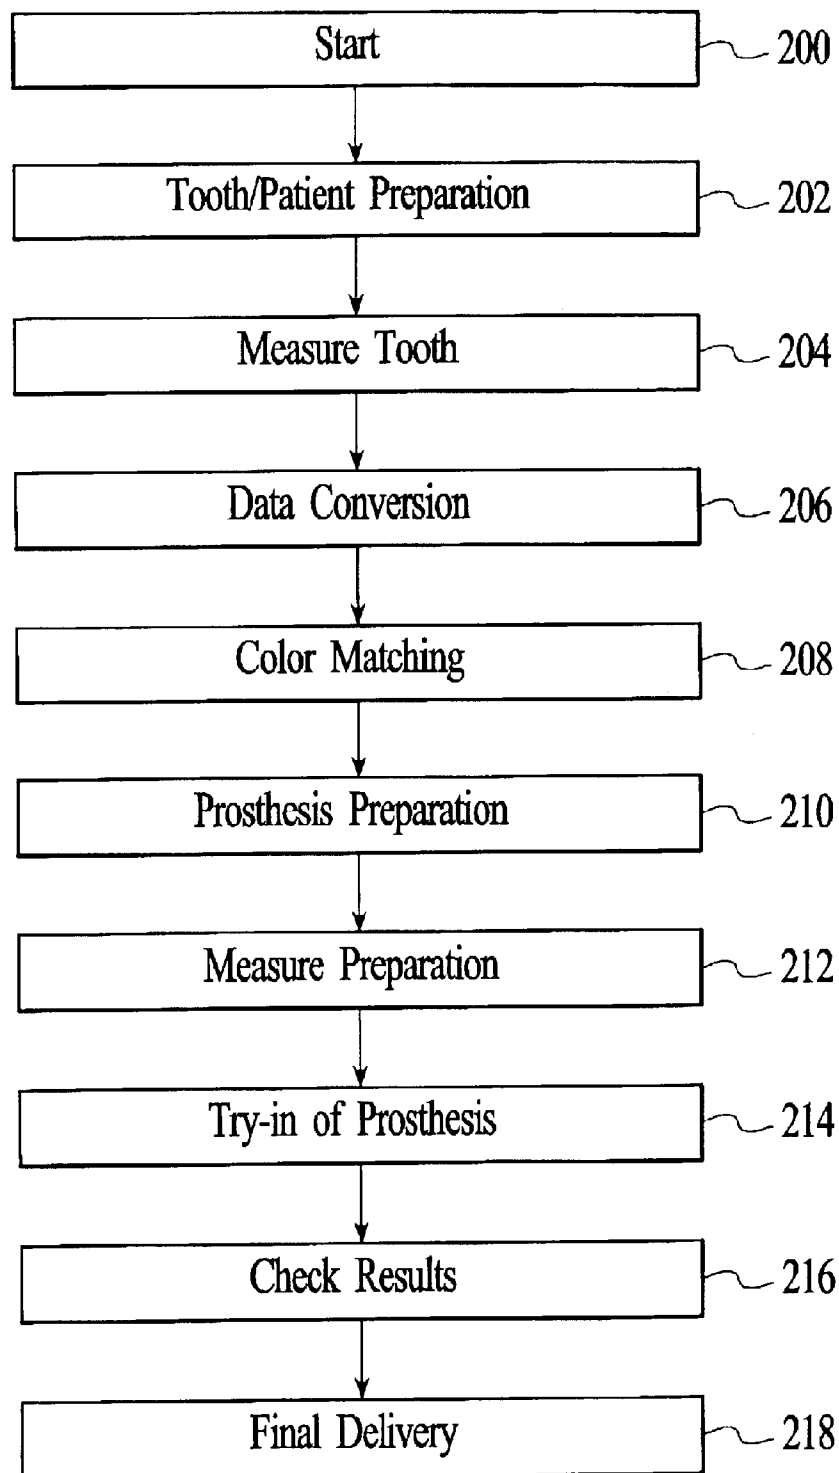 Start 200
Tooth/Patient Preparation 202
Measure Tooth 204
Data Conversion 206
Color Matching 208
Prosthesis Preparation 210
Measure Preparation 212
Try-in of Prosthesis 214
Check Results 216
Final Delivery 218